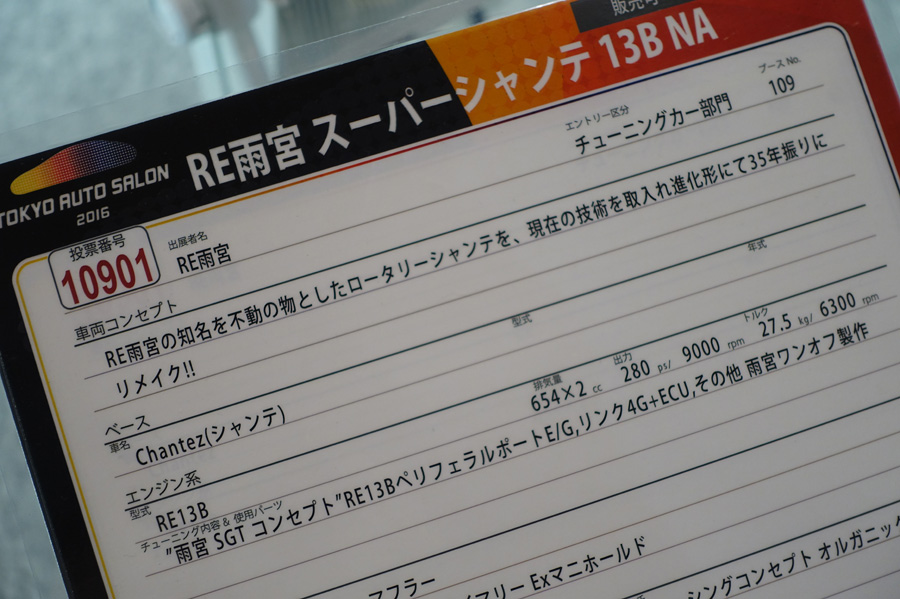 販売可
RE雨宮 スーパーシャンテ 13B NA
TOKYO AUTO SALON
2016
エントリー区分
チューニングカー部門
ブースNo.
109
投票番号
10901
出展者名
RE雨宮
車両コンセプト
RE雨宮の知名を不動の物としたロータリーシャンテを、現在の技術を取入れ進化形にて35年振りに
リメイク!!
ベース
車名
Chantez(シャンテ)
型式
年式
エンジン系
型式
RE13B
排気量
654×2 cc
出力
280 ps/ 9000 rpm
トルク
27.5 kg/ 6300 rpm
チューニング内容 & 使用パーツ
"雨宮 SGT コンセプト"RE13BペリフェラルポートE/G,リンク4G+ECU,その他 雨宮ワンオフ製作
フラー
マリー Exマニホールド
シングコンセプト オルガニック